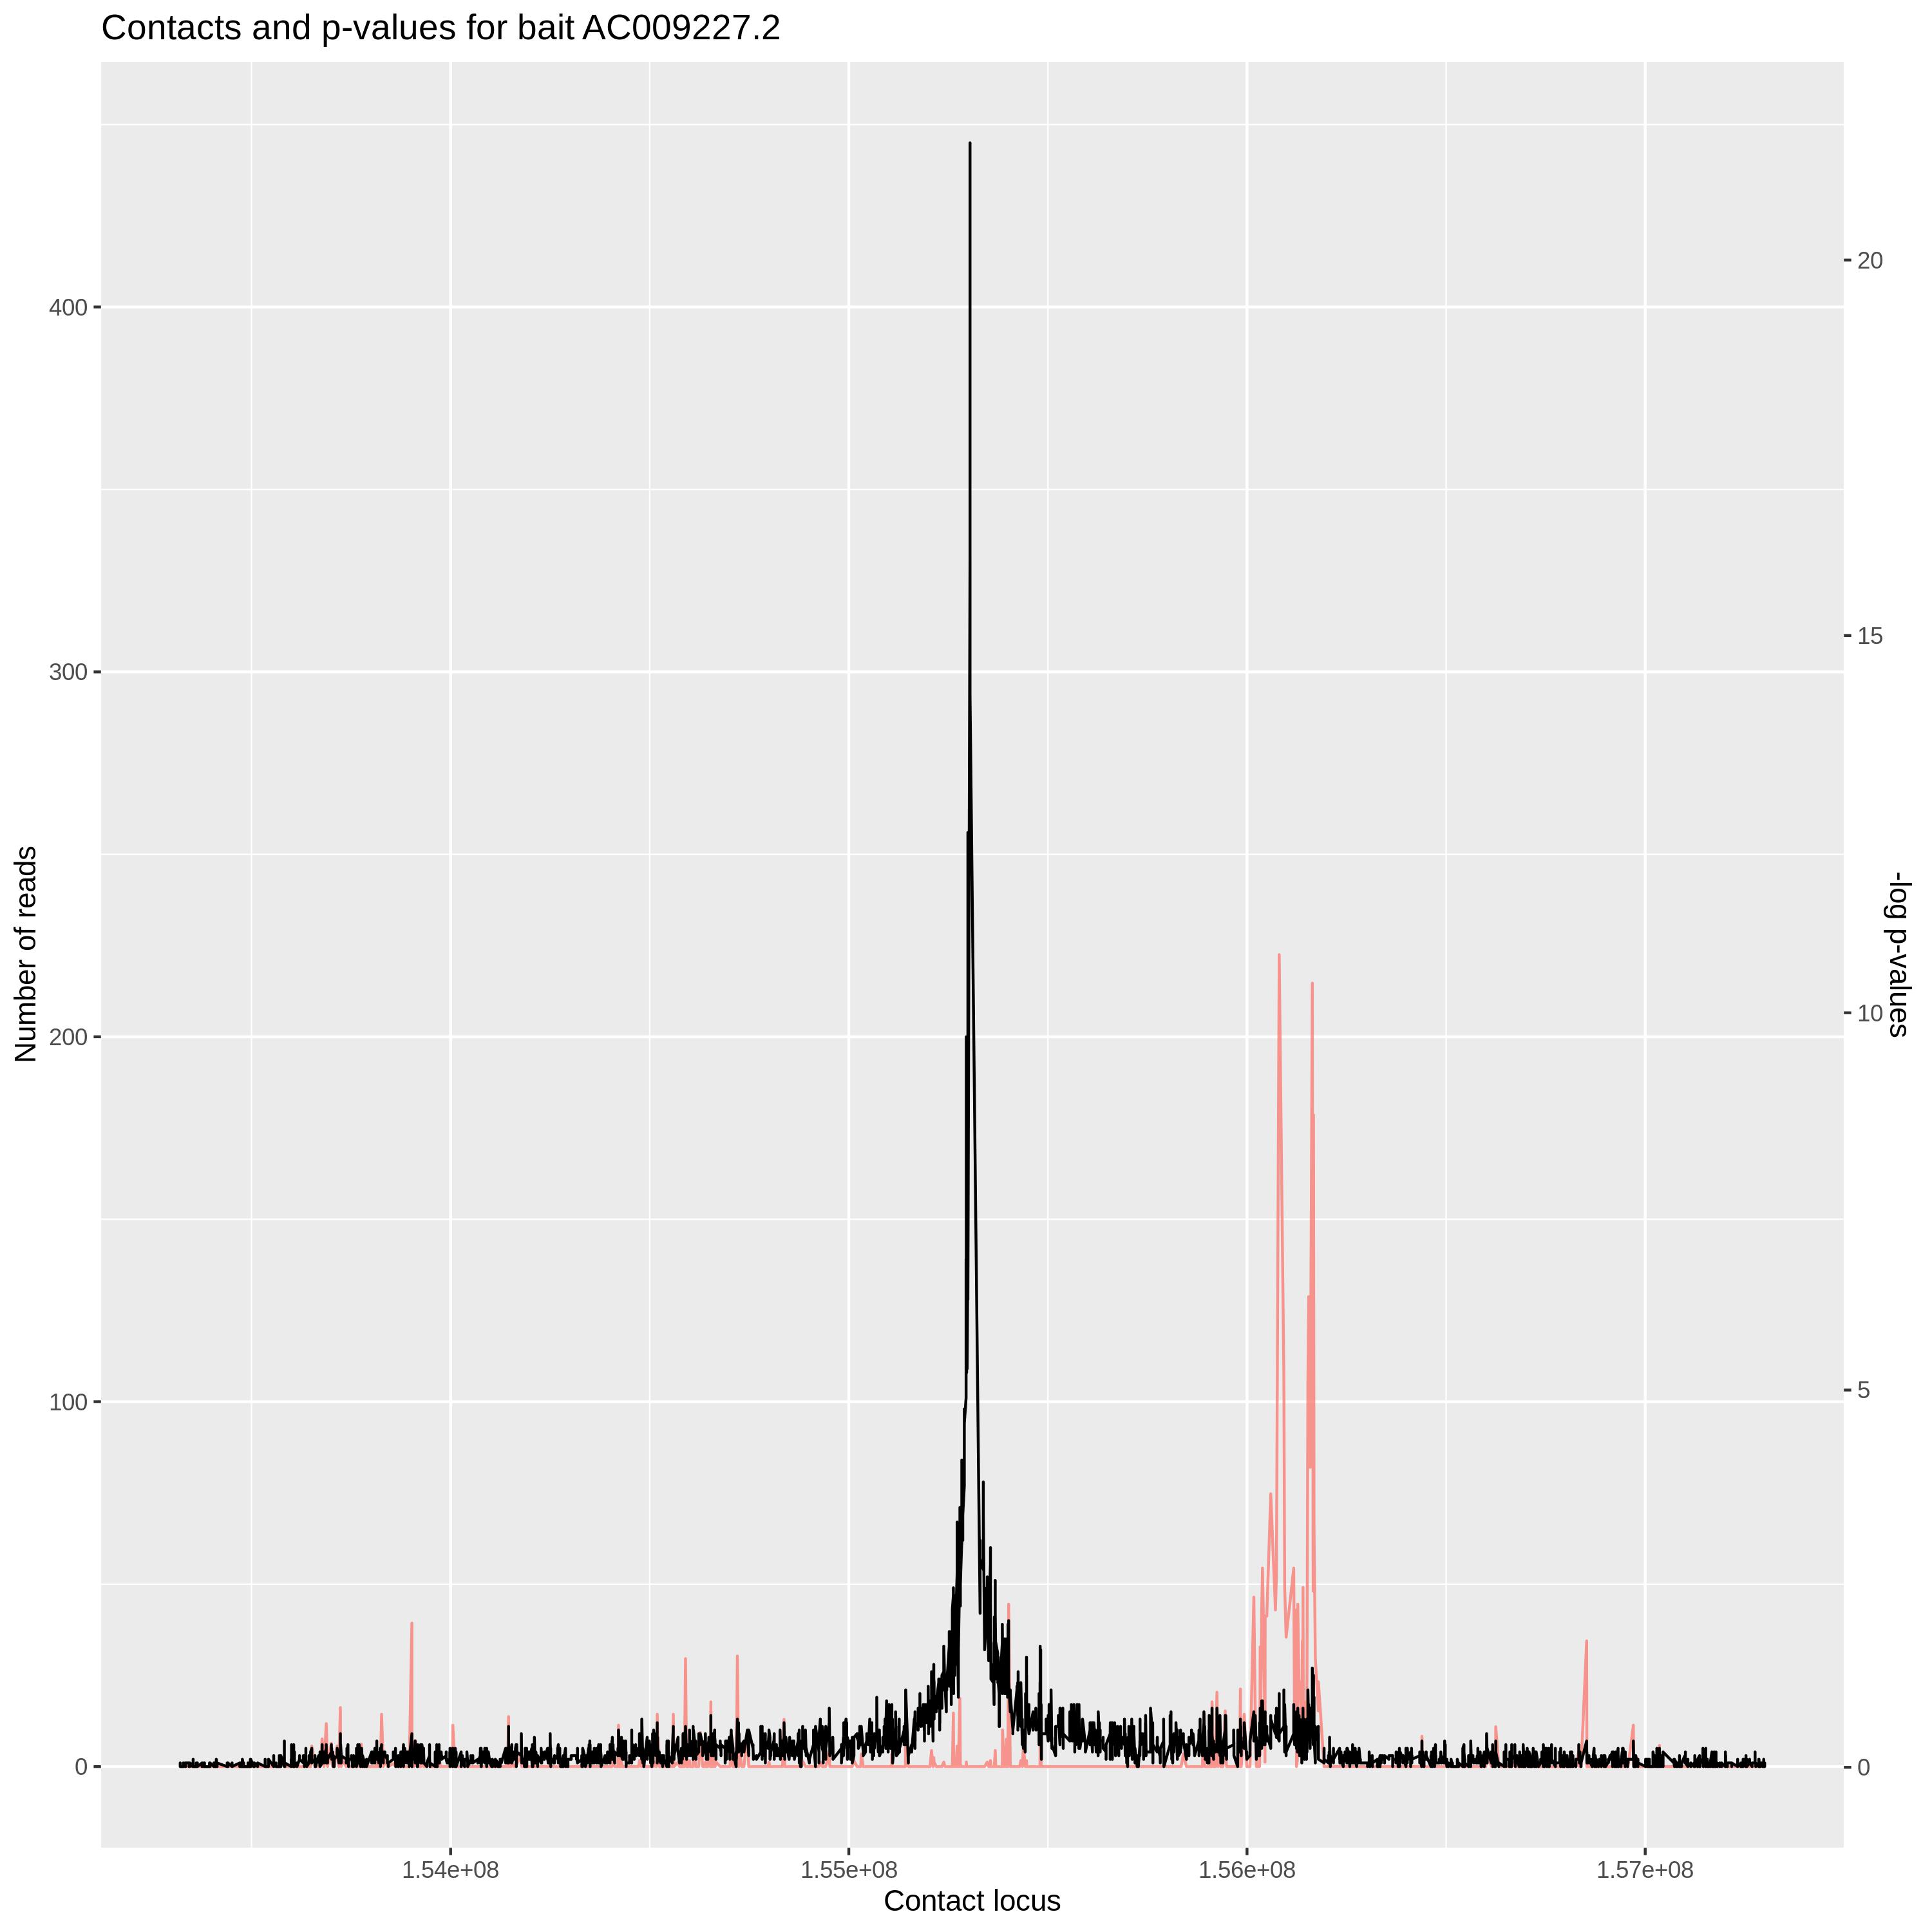 Contacts and p-values for bait AC009227.2
400
300
200
100
0
Number of reads
20
15
10
5
0
-log p-values
1.54e+08
1.55e+08
1.56e+08
1.57e+08
Contact locus